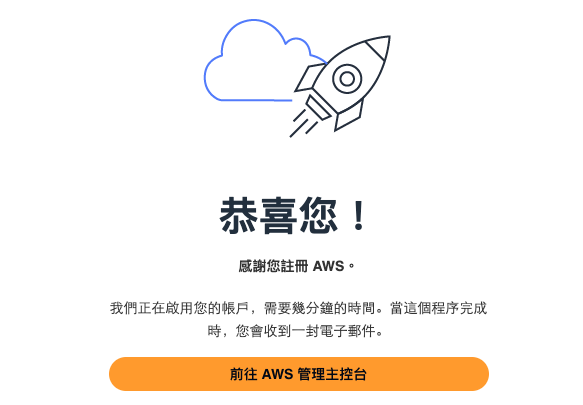 恭喜您！
感謝您註冊 AWS。
我們正在啟用您的帳戶，需要幾分鐘的時間。當這個程序完成
時，您會收到一封電子郵件。
前往 AWS 管理主控台